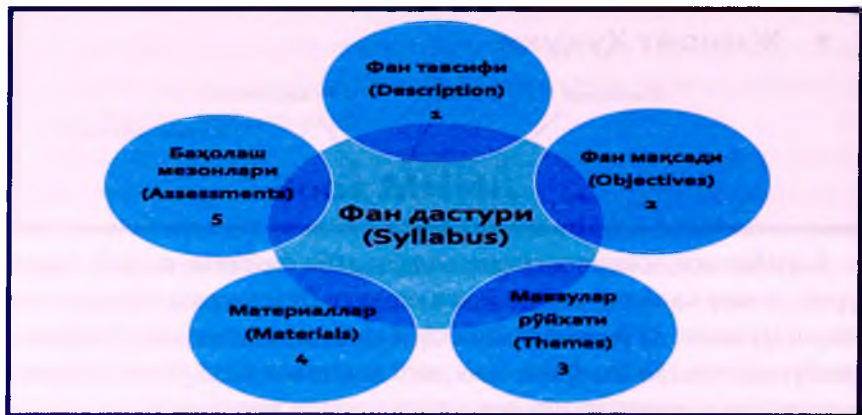 Фан тавсифи
(Description)
1
Фан мақсади
(Objectives)
2
Мавзулар
рўйхати
(Themes)
3
Материаллар
(Materials)
4
Баҳолаш
мезонлари
(Assessments)
5
Фан дастури
(Syllabus)